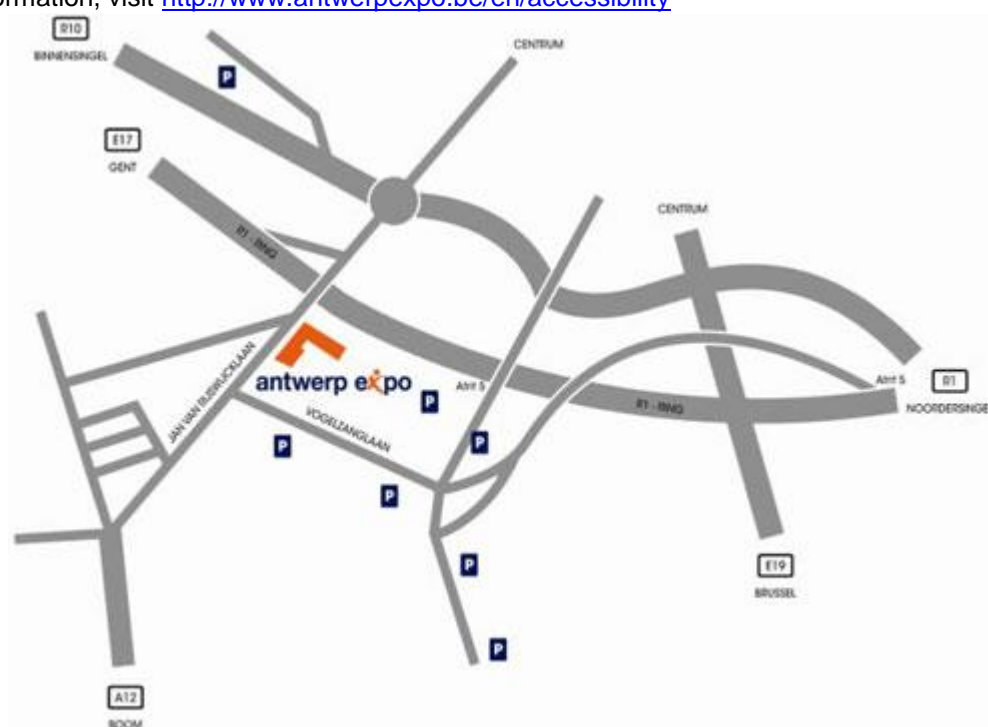 ormation, visit http://www.antwerpexpo.be/en/accessibility
R10
BINNENSINGEL
CENTRUM
P
E17
GENT
CENTRUM
R1 - RING
JAN VAN RIJSWIJCKLAAN
antwerp expo
Afrit 5
P
Afrit 5
R1
R1 - RING
NOORDERSINGE
VOGELZANGLAAN
P
P
P
P
E19
BRUSSEL
P
A12
BOOM